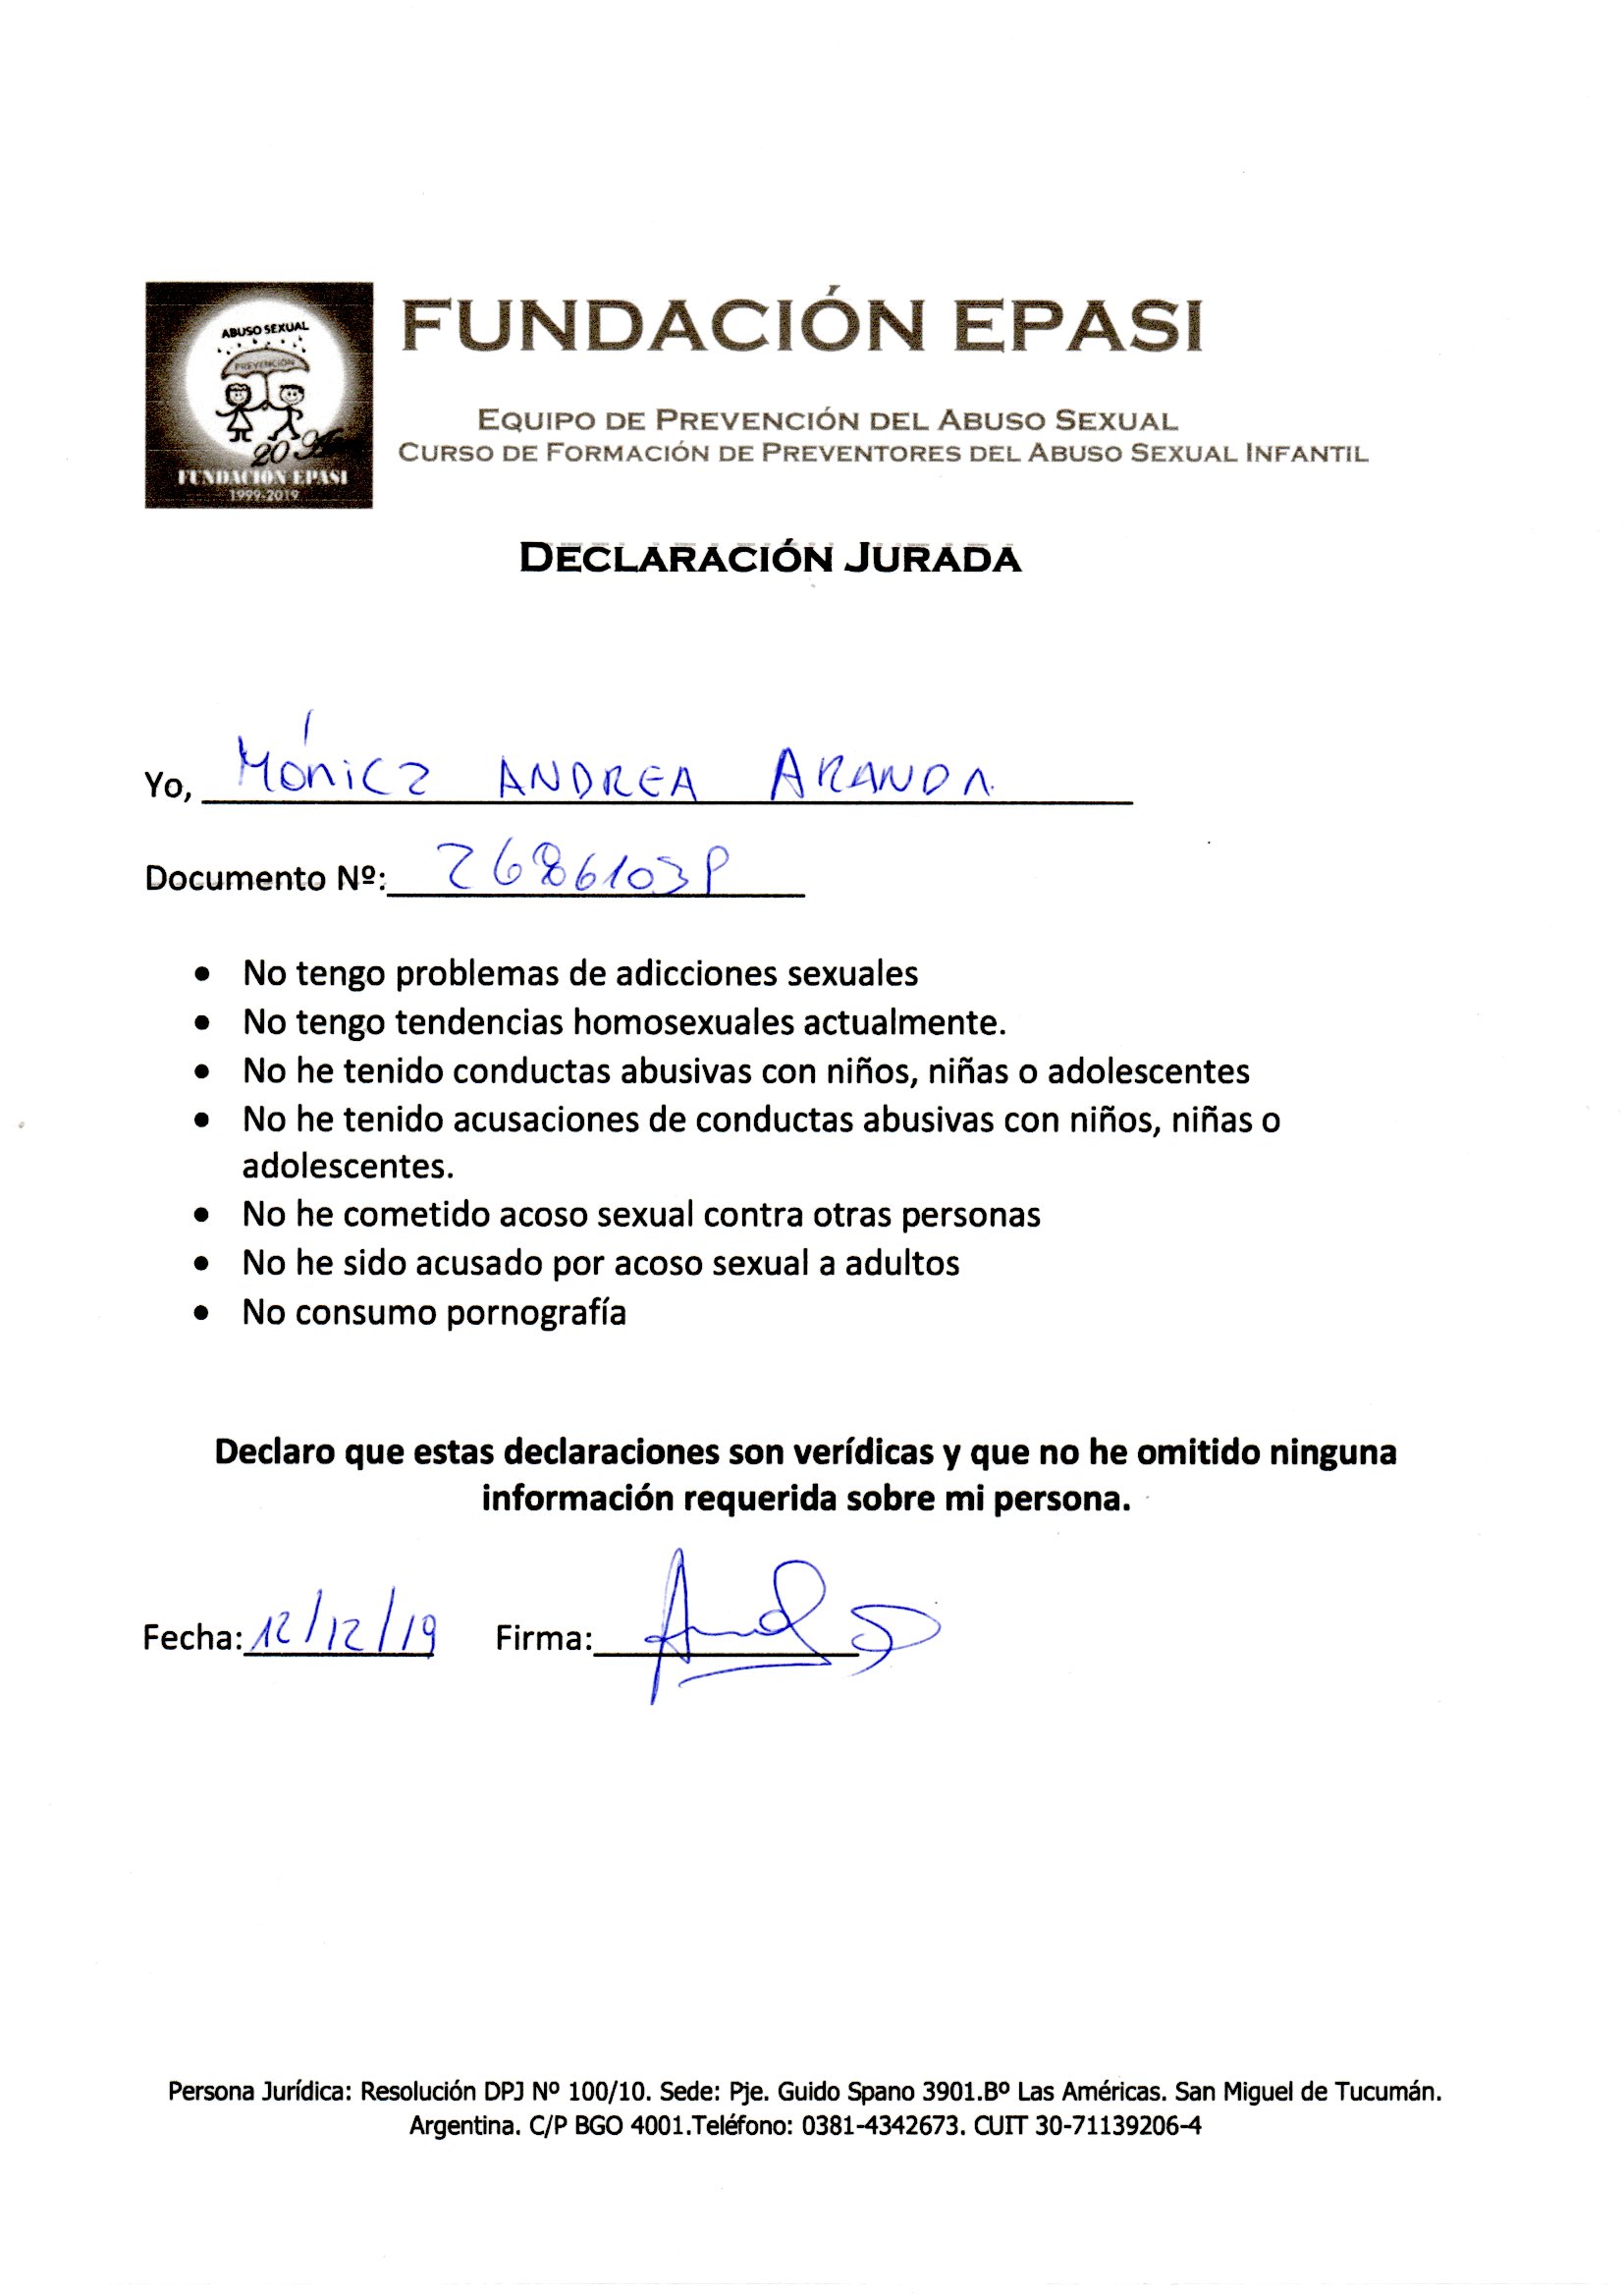 ABUSO SEXUAL
PREVENCIÓN
FUNDACION EPASI
1999-2019
FUNDACIÓN EPASI
EQUIPO DE PREVENCIÓN DEL ABUSO SEXUAL
CURSO DE FORMACIÓN DE PREVENTORES DEL ABUSO SEXUAL INFANTIL
DECLARACIÓN JURADA
Yo, Mónica ANDREA ARANDA
Documento Nº:
• No tengo problemas de adicciones sexuales
• No tengo tendencias homosexuales actualmente.
• No he tenido conductas abusivas con niños, niñas o adolescentes
• No he tenido acusaciones de conductas abusivas con niños, niñas o
adolescentes.
• No he cometido acoso sexual contra otras personas
• No he sido acusado por acoso sexual a adultos
• No consumo pornografía
Declaro que estas declaraciones son verídicas y que no he omitido ninguna
información requerida sobre mi persona.
Fecha: 12/12/19 Firma:
Persona Jurídica: Resolución DPJ Nº 100/10. Sede: Pje. Guido Spano 3901.Bº Las Américas. San Miguel de Tucumán.
Argentina. C/P BGO 4001.Teléfono: 0381-4342673. CUIT 30-71139206-4